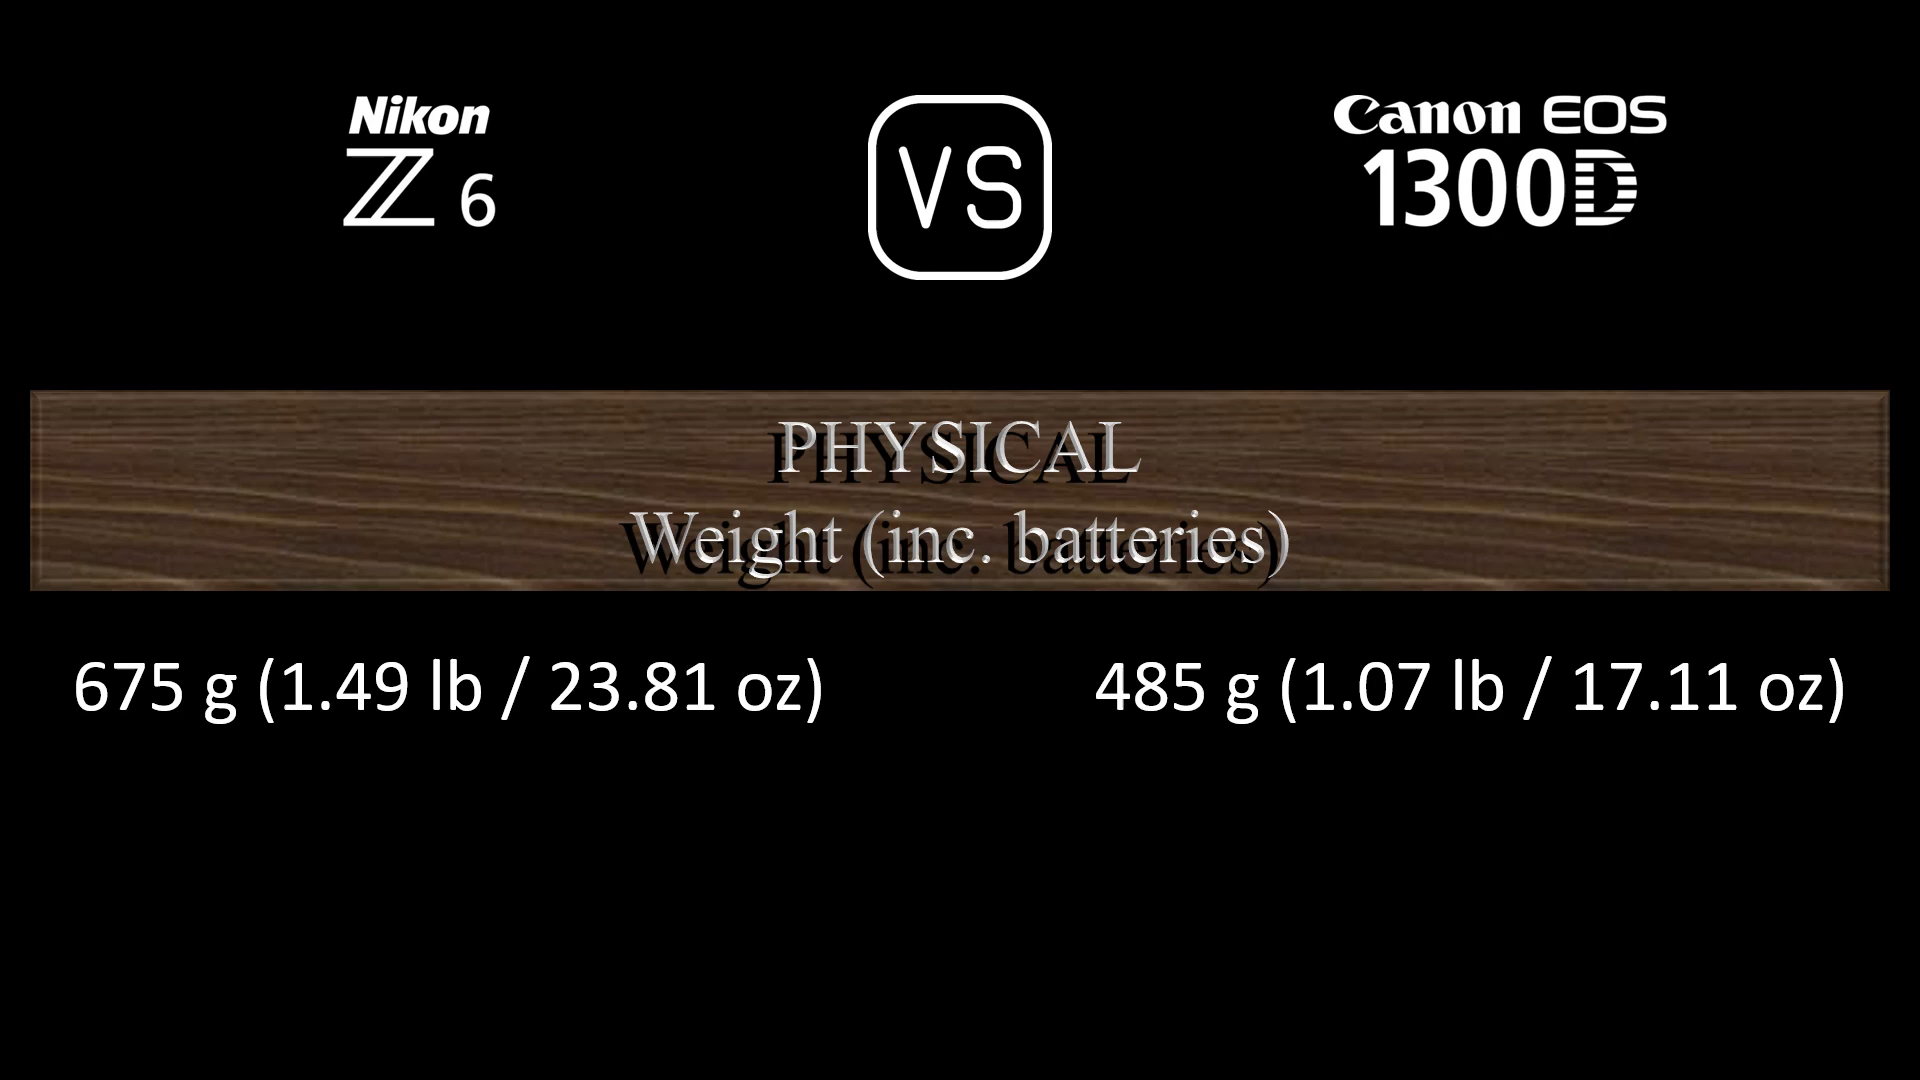 Nikon
Z 6
VS
Canon EOS
1300D
PHYSICAL
Weight (inc. batteries)
675 g (1.49 lb / 23.81 oz)
485 g (1.07 lb / 17.11 oz)